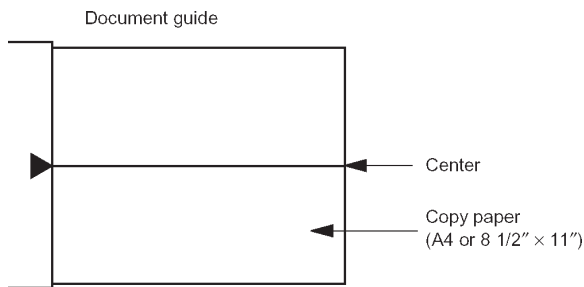 Document guide
Center
Copy paper
(A4 or 8 1/2″ × 11″)